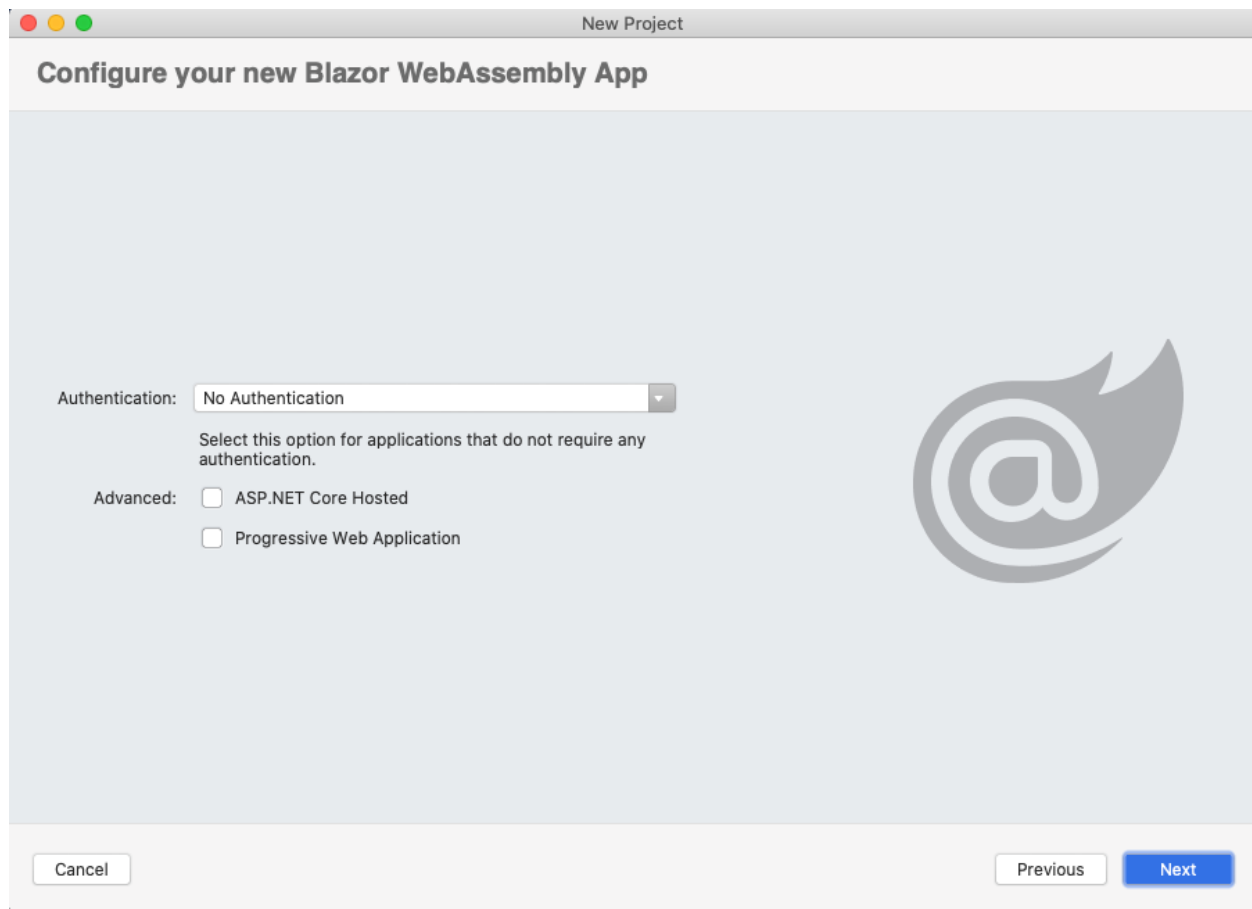 New Project
Configure your new Blazor WebAssembly App
Authentication: No Authentication
Select this option for applications that do not require any
authentication.
Advanced: ASP.NET Core Hosted
Progressive Web Application
@
Cancel Previous Next